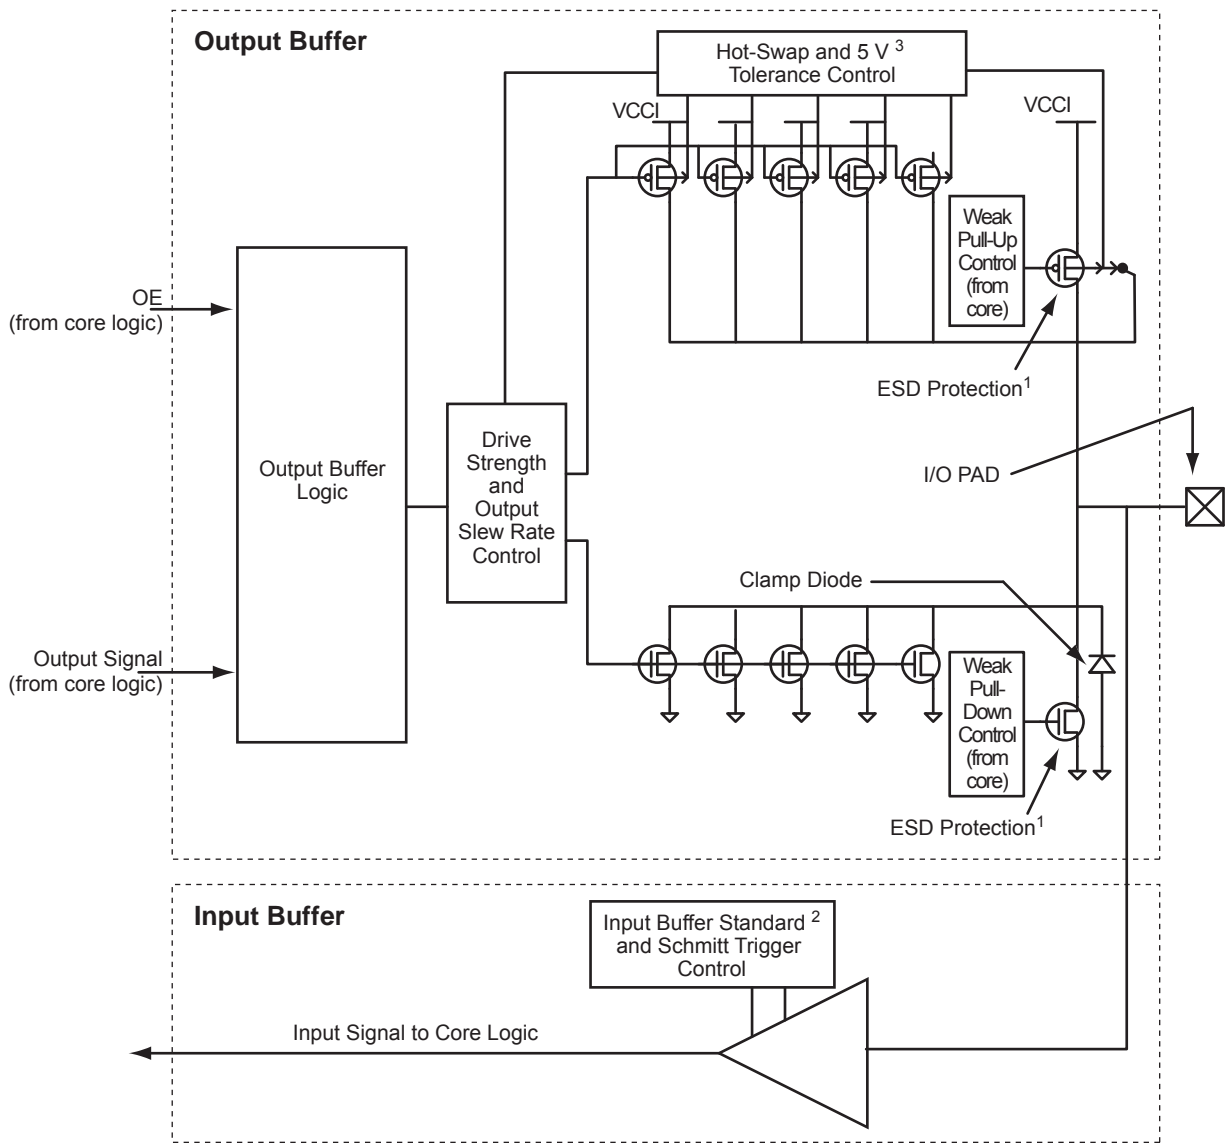 Output Buffer
Hot-Swap and 5 V 3
Tolerance Control
VCCI
VCCI
Weak
Pull-Up
Control
(from
core)
OE
(from core logic)
ESD Protection1
Drive
Strength
and
Output
Slew Rate
Control
Output Buffer
Logic
I/O PAD
Clamp Diode
Output Signal
(from core logic)
Weak
Pull-
Down
Control
(from
core)
ESD Protection1
Input Buffer
Input Buffer Standard 2
and Schmitt Trigger
Control
Input Signal to Core Logic